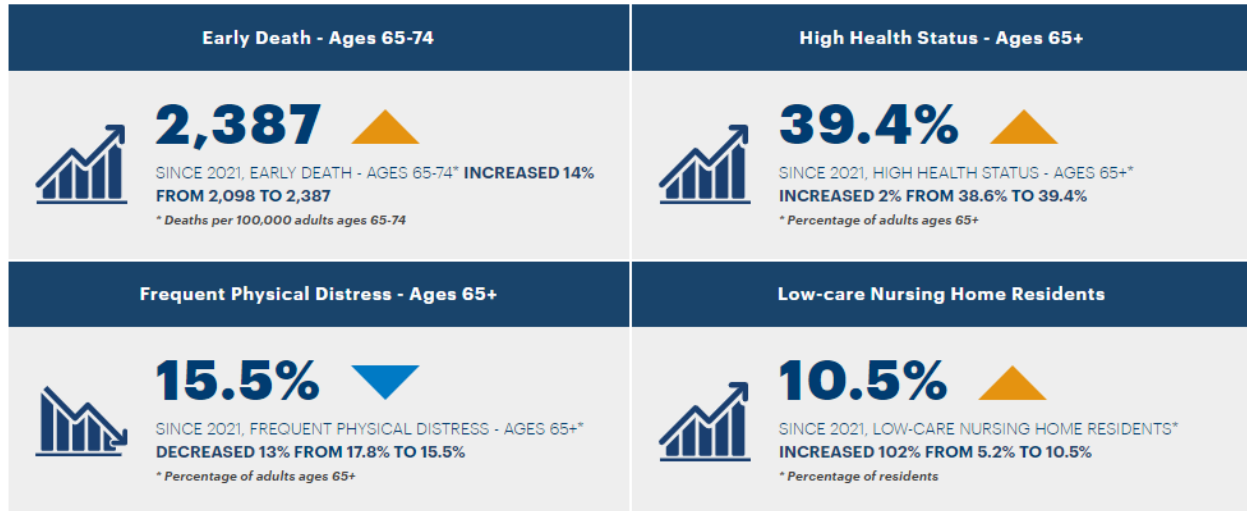 Early Death - Ages 65-74
2,387
SINCE 2021, EARLY DEATH - AGES 65-74* INCREASED 14%
FROM 2,098 TO 2,387
* Deaths per 100,000 adults ages 65-74
High Health Status - Ages 65+
39.4%
SINCE 2021, HIGH HEALTH STATUS - AGES 65+*
INCREASED 2% FROM 38.6% TO 39.4%
* Percentage of adults ages 65+
Frequent Physical Distress - Ages 65+
15.5%
SINCE 2021, FREQUENT PHYSICAL DISTRESS - AGES 65+*
DECREASED 13% FROM 17.8% TO 15.5%
* Percentage of adults ages 65+
Low-care Nursing Home Residents
10.5%
SINCE 2021, LOW-CARE NURSING HOME RESIDENTS*
INCREASED 102% FROM 5.2% TO 10.5%
* Percentage of residents